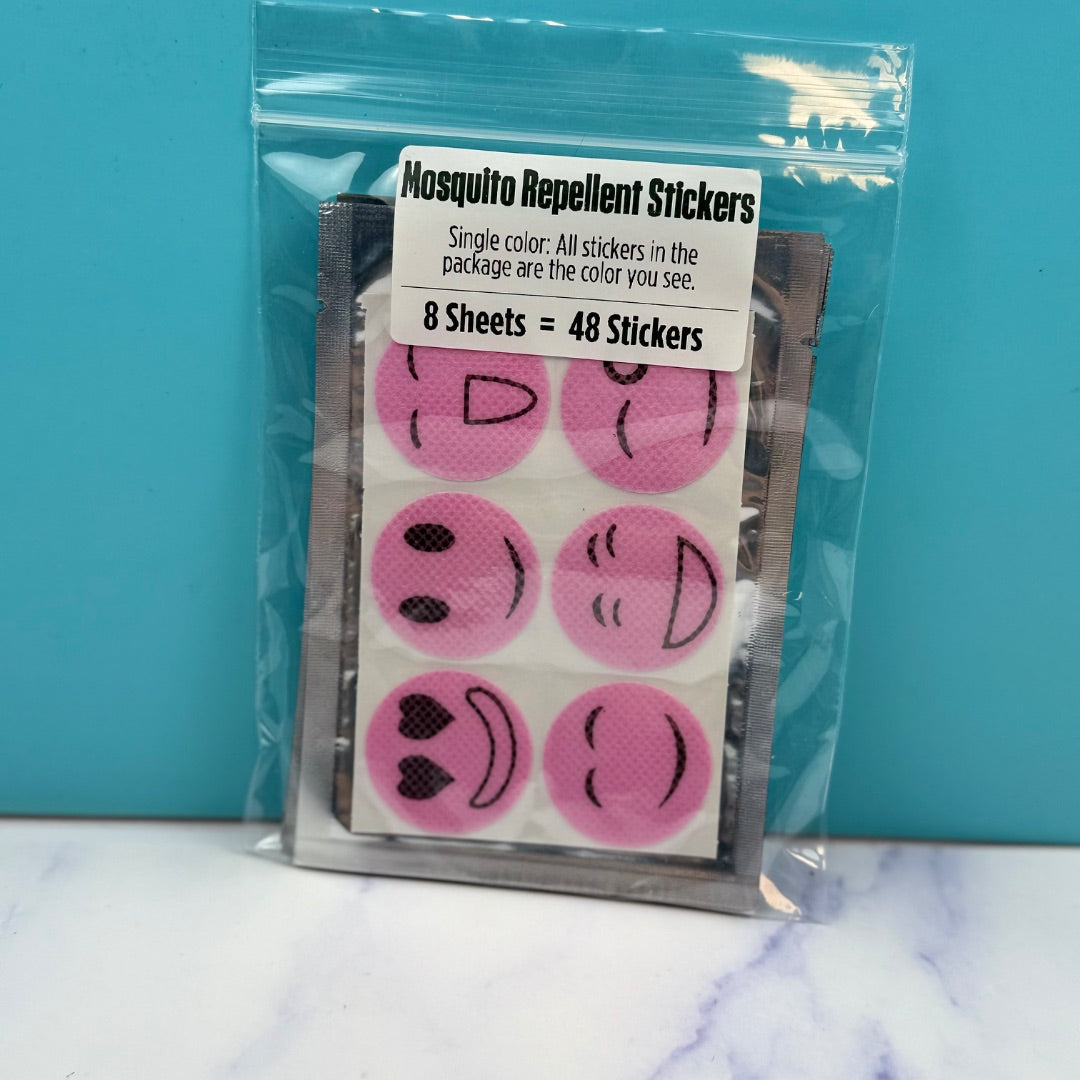 Mosquito Repellent Stickers
Single color: All stickers in the
package are the color you see.
8 Sheets = 48 Stickers